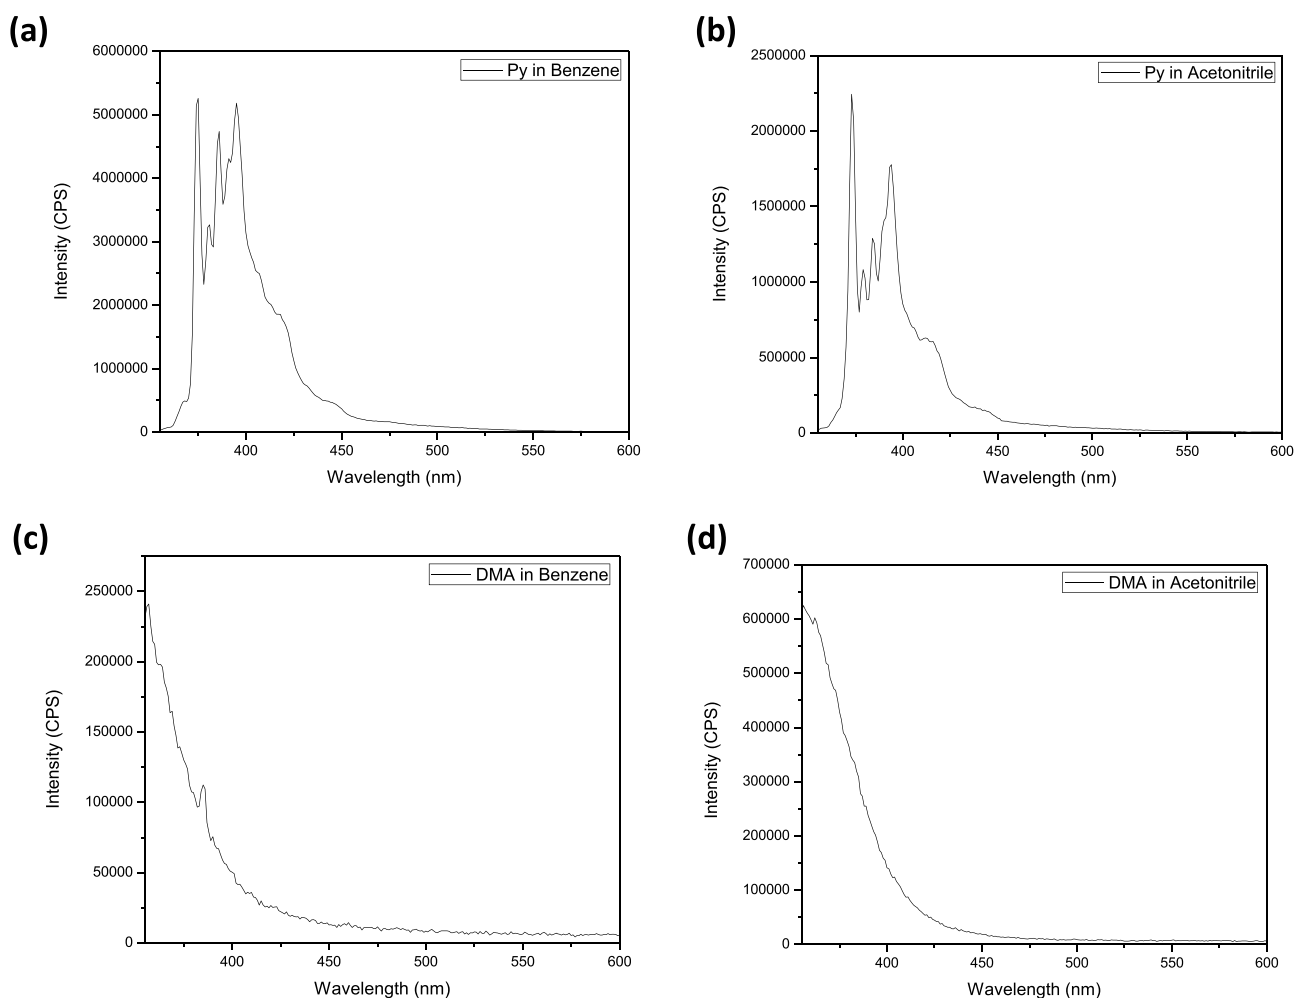 (a)
6000000
5000000
4000000
3000000
2000000
1000000
0
400
450
500
550
600
Intensity (CPS)
Wavelength (nm)
Py in Benzene
(b)
2500000
2000000
1500000
1000000
500000
0
400
450
500
550
600
Intensity (CPS)
Wavelength (nm)
Py in Acetonitrile
(c)
250000
200000
150000
100000
50000
0
400
450
500
550
600
Intensity (CPS)
Wavelength (nm)
DMA in Benzene
(d)
700000
600000
500000
400000
300000
200000
100000
0
400
450
500
550
600
Intensity (CPS)
Wavelength (nm)
DMA in Acetonitrile